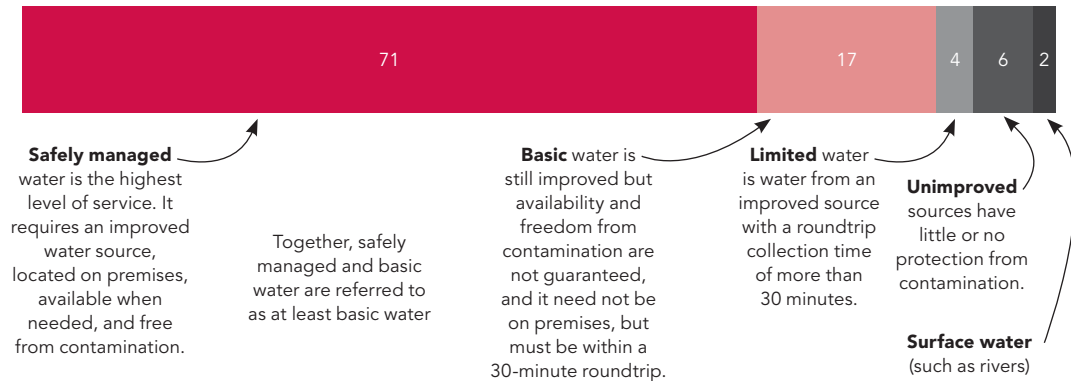 71
17
4
6
2
Safely managed
water is the highest
level of service. It
requires an improved
water source,
located on premises,
available when
needed, and free
from contamination.
Together, safely
managed and basic
water are referred to
as at least basic water
Basic water is
still improved but
availability and
freedom from
contamination are
not guaranteed,
and it need not be
on premises, but
must be within a
30-minute roundtrip.
Limited water
is water from an
improved source
with a roundtrip
collection time
of more than
30 minutes.
Unimproved
sources have
little or no
protection from
contamination.
Surface water
(such as rivers)